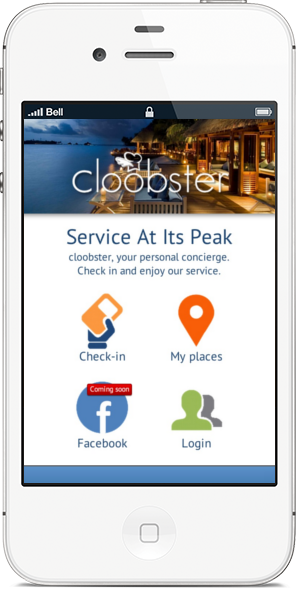 Bell
cloobster
Service At Its Peak
cloobster, your personal concierge.
Check in and enjoy our service.
Check-in
My places
Coming soon
f
Facebook
Login